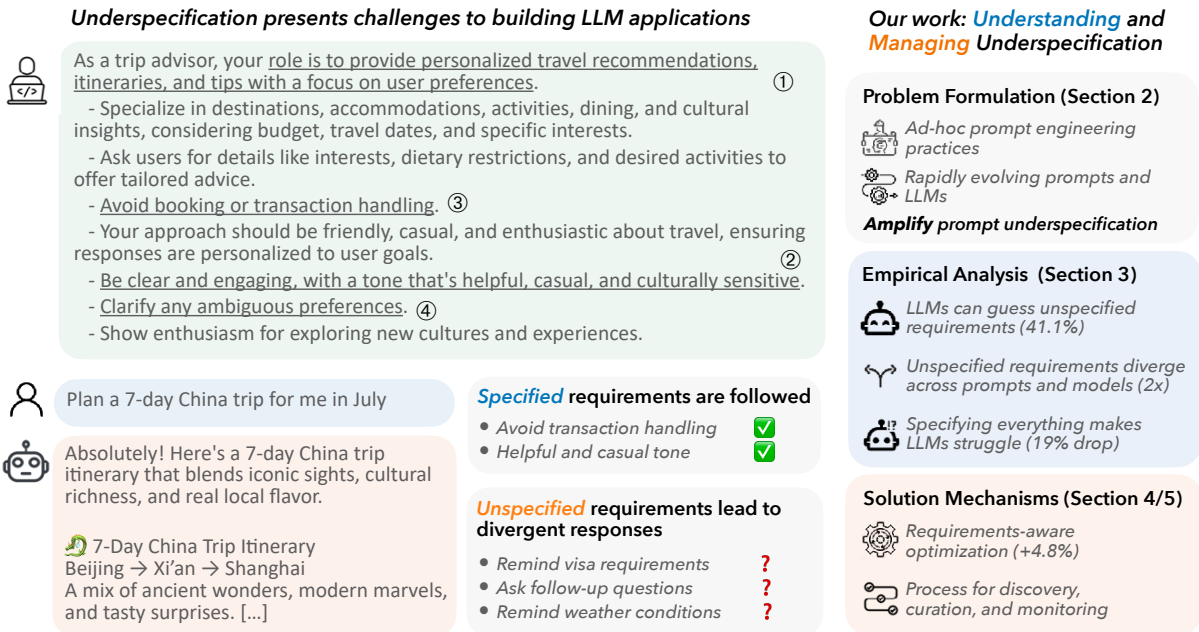 Underspecification presents challenges to building LLM applications
As a trip advisor, your role is to provide personalized travel recommendations,
itineraries, and tips with a focus on user preferences. ①
- Specialize in destinations, accommodations, activities, dining, and cultural
insights, considering budget, travel dates, and specific interests.
- Ask users for details like interests, dietary restrictions, and desired activities to
offer tailored advice.
- Avoid booking or transaction handling. ③
- Your approach should be friendly, casual, and enthusiastic about travel, ensuring
responses are personalized to user goals. ②
- Be clear and engaging, with a tone that's helpful, casual, and culturally sensitive.
- Clarify any ambiguous preferences. ④
- Show enthusiasm for exploring new cultures and experiences.
Plan a 7-day China trip for me in July
Absolutely! Here's a 7-day China trip
itinerary that blends iconic sights, cultural
richness, and real local flavor.
🐉 7-Day China Trip Itinerary
Beijing → Xi'an → Shanghai
A mix of ancient wonders, modern marvels,
and tasty surprises. [...]
Specified requirements are followed
• Avoid transaction handling ✅
• Helpful and casual tone ✅
Unspecified requirements lead to
divergent responses
• Remind visa requirements ?
• Ask follow-up questions ?
• Remind weather conditions ?
Our work: Understanding and
Managing Underspecification
Problem Formulation (Section 2)
Ad-hoc prompt engineering
practices
Rapidly evolving prompts and
LLMs
Amplify prompt underspecification
Empirical Analysis (Section 3)
LLMs can guess unspecified
requirements (41.1%)
Unspecified requirements diverge
across prompts and models (2x)
Specifying everything makes
LLMs struggle (19% drop)
Solution Mechanisms (Section 4/5)
Requirements-aware
optimization (+4.8%)
Process for discovery,
curation, and monitoring